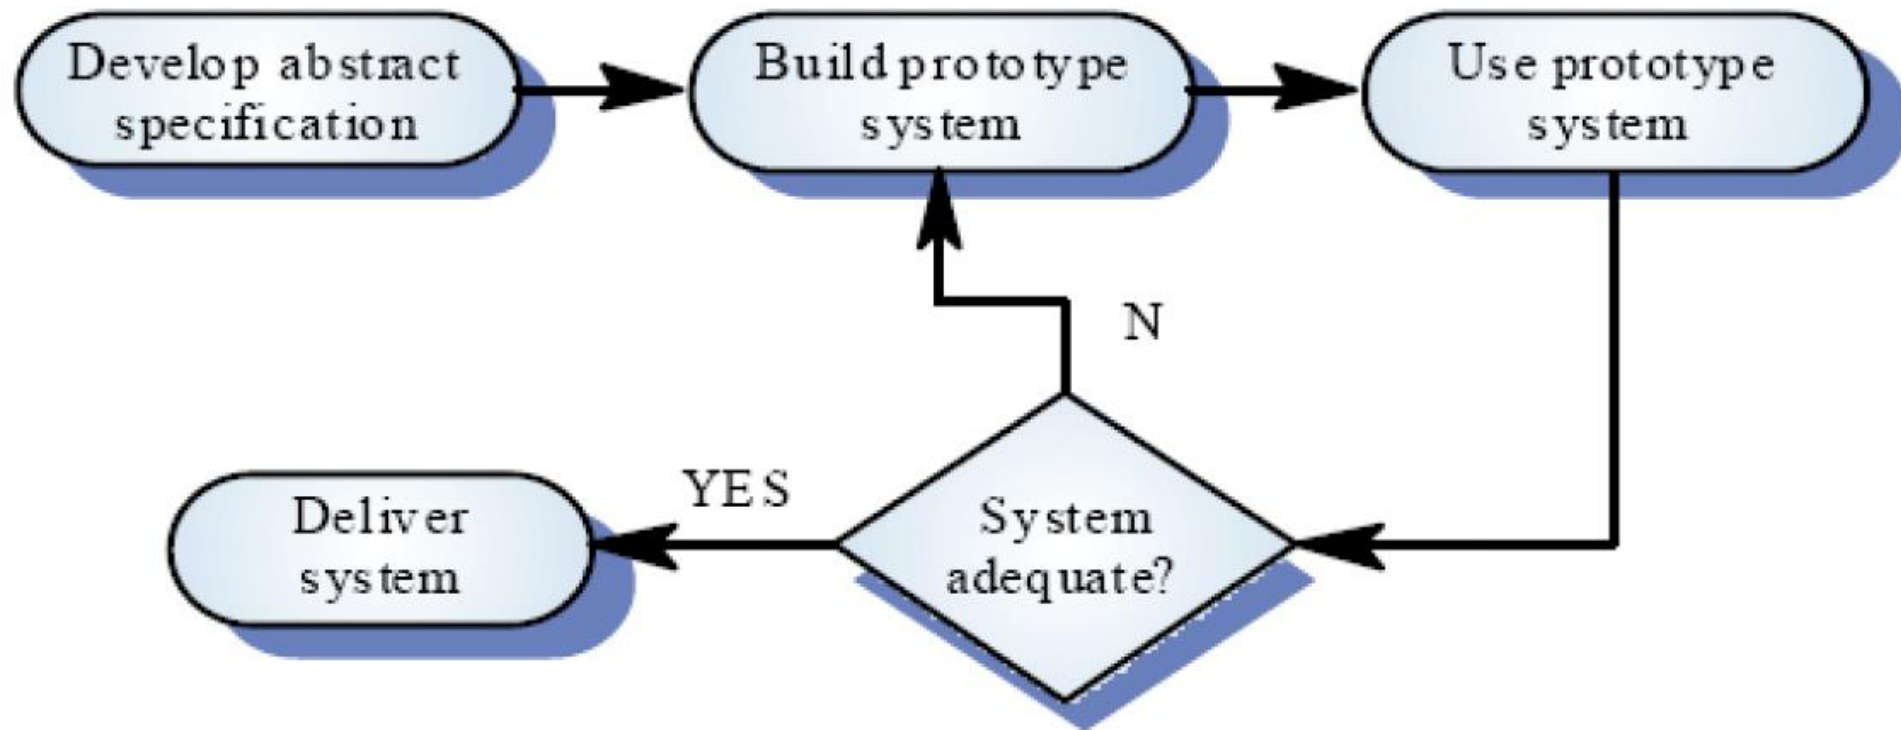 Develop abstract
specification
Build prototype
system
Use prototype
system
N
YES
System
adequate?
Deliver
system